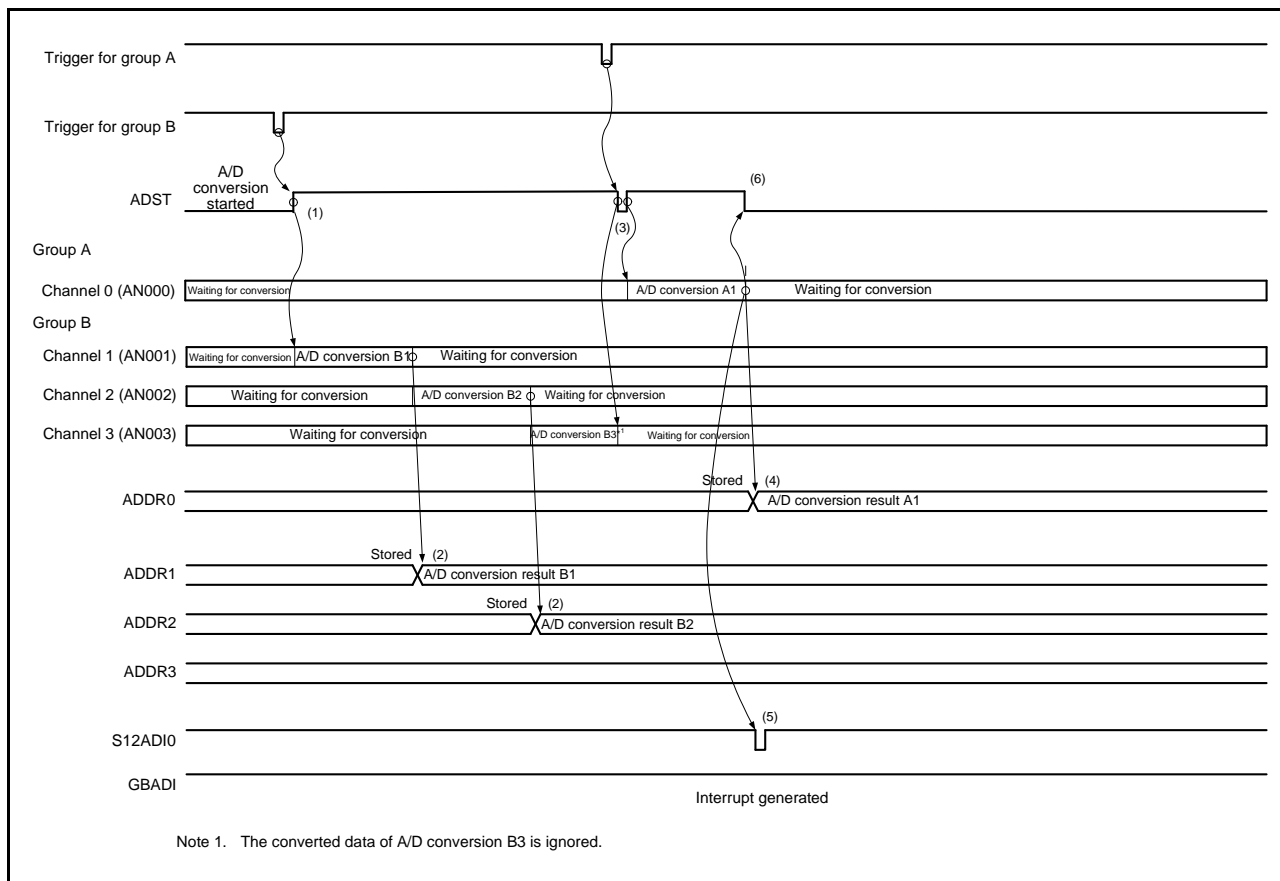 Trigger for group A
Trigger for group B
A/D
conversion
started
ADST
(1)
(3)
(6)
Group A
Channel 0 (AN000)
Waiting for conversion
A/D conversion A1
Waiting for conversion
Group B
Channel 1 (AN001)
Waiting for conversion
A/D conversion B1
Waiting for conversion
Channel 2 (AN002)
Waiting for conversion
A/D conversion B2
Waiting for conversion
Channel 3 (AN003)
Waiting for conversion
A/D conversion B3*1
Waiting for conversion
Stored
(4)
ADDR0
A/D conversion result A1
Stored
(2)
ADDR1
A/D conversion result B1
Stored
(2)
ADDR2
A/D conversion result B2
ADDR3
(5)
S12ADI0
GBADI
Interrupt generated
Note 1. The converted data of A/D conversion B3 is ignored.